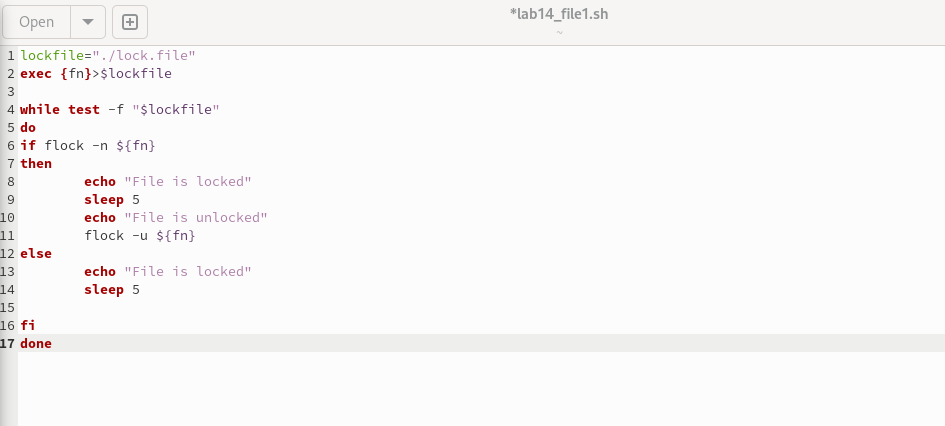 Open
*lab14_file1.sh
~
1 lockfile="./lock.file"
2 exec {fn}>$lockfile
3
4 while test -f "$lockfile"
5 do
6 if flock -n ${fn}
7 then
8         echo "File is locked"
9         sleep 5
10         echo "File is unlocked"
11         flock -u ${fn}
12 else
13         echo "File is locked"
14         sleep 5
15
16 fi
17 done